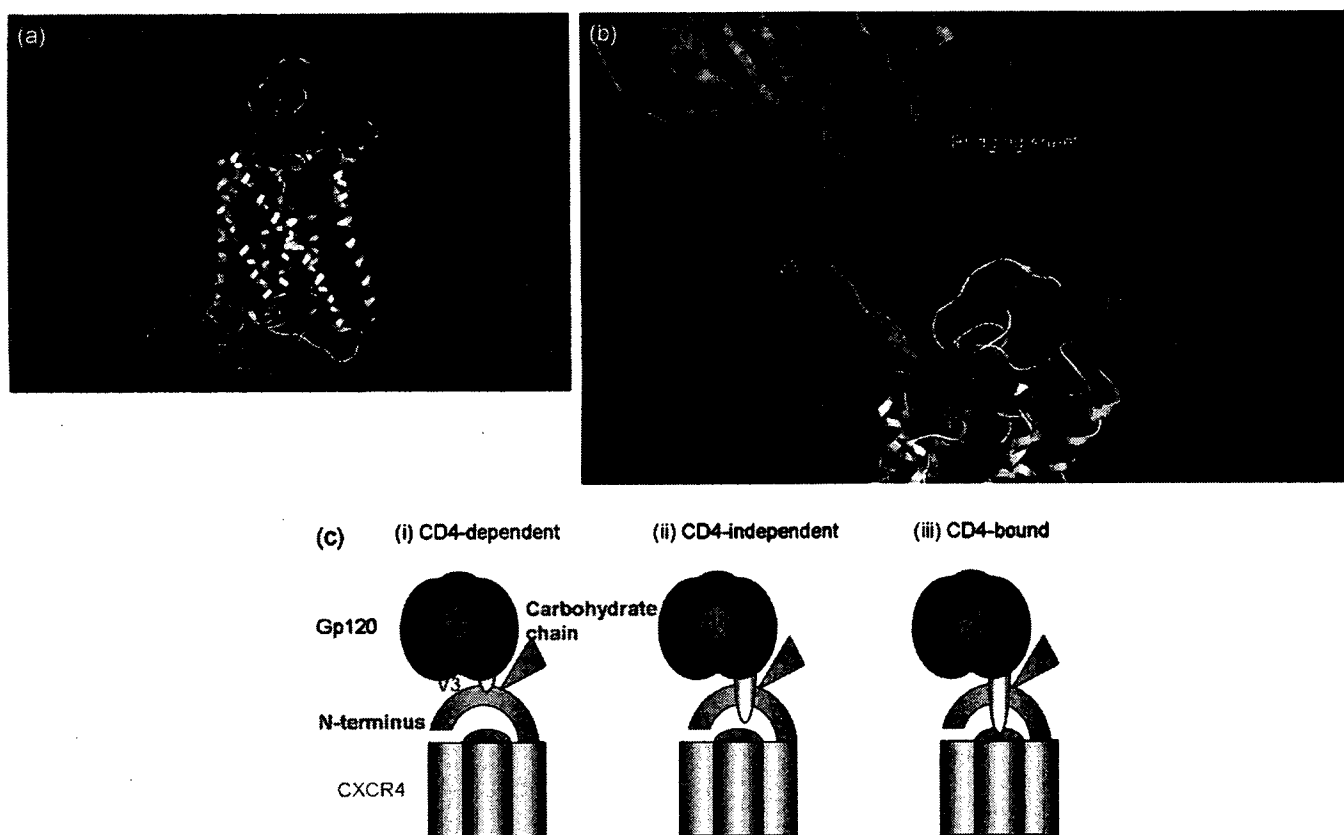 (a)
(b)
(c)
(i) CD4-dependent
(ii) CD4-independent
(iii) CD4-bound
Gp120
Carbohydrate
chain
V3
N-terminus
CXCR4